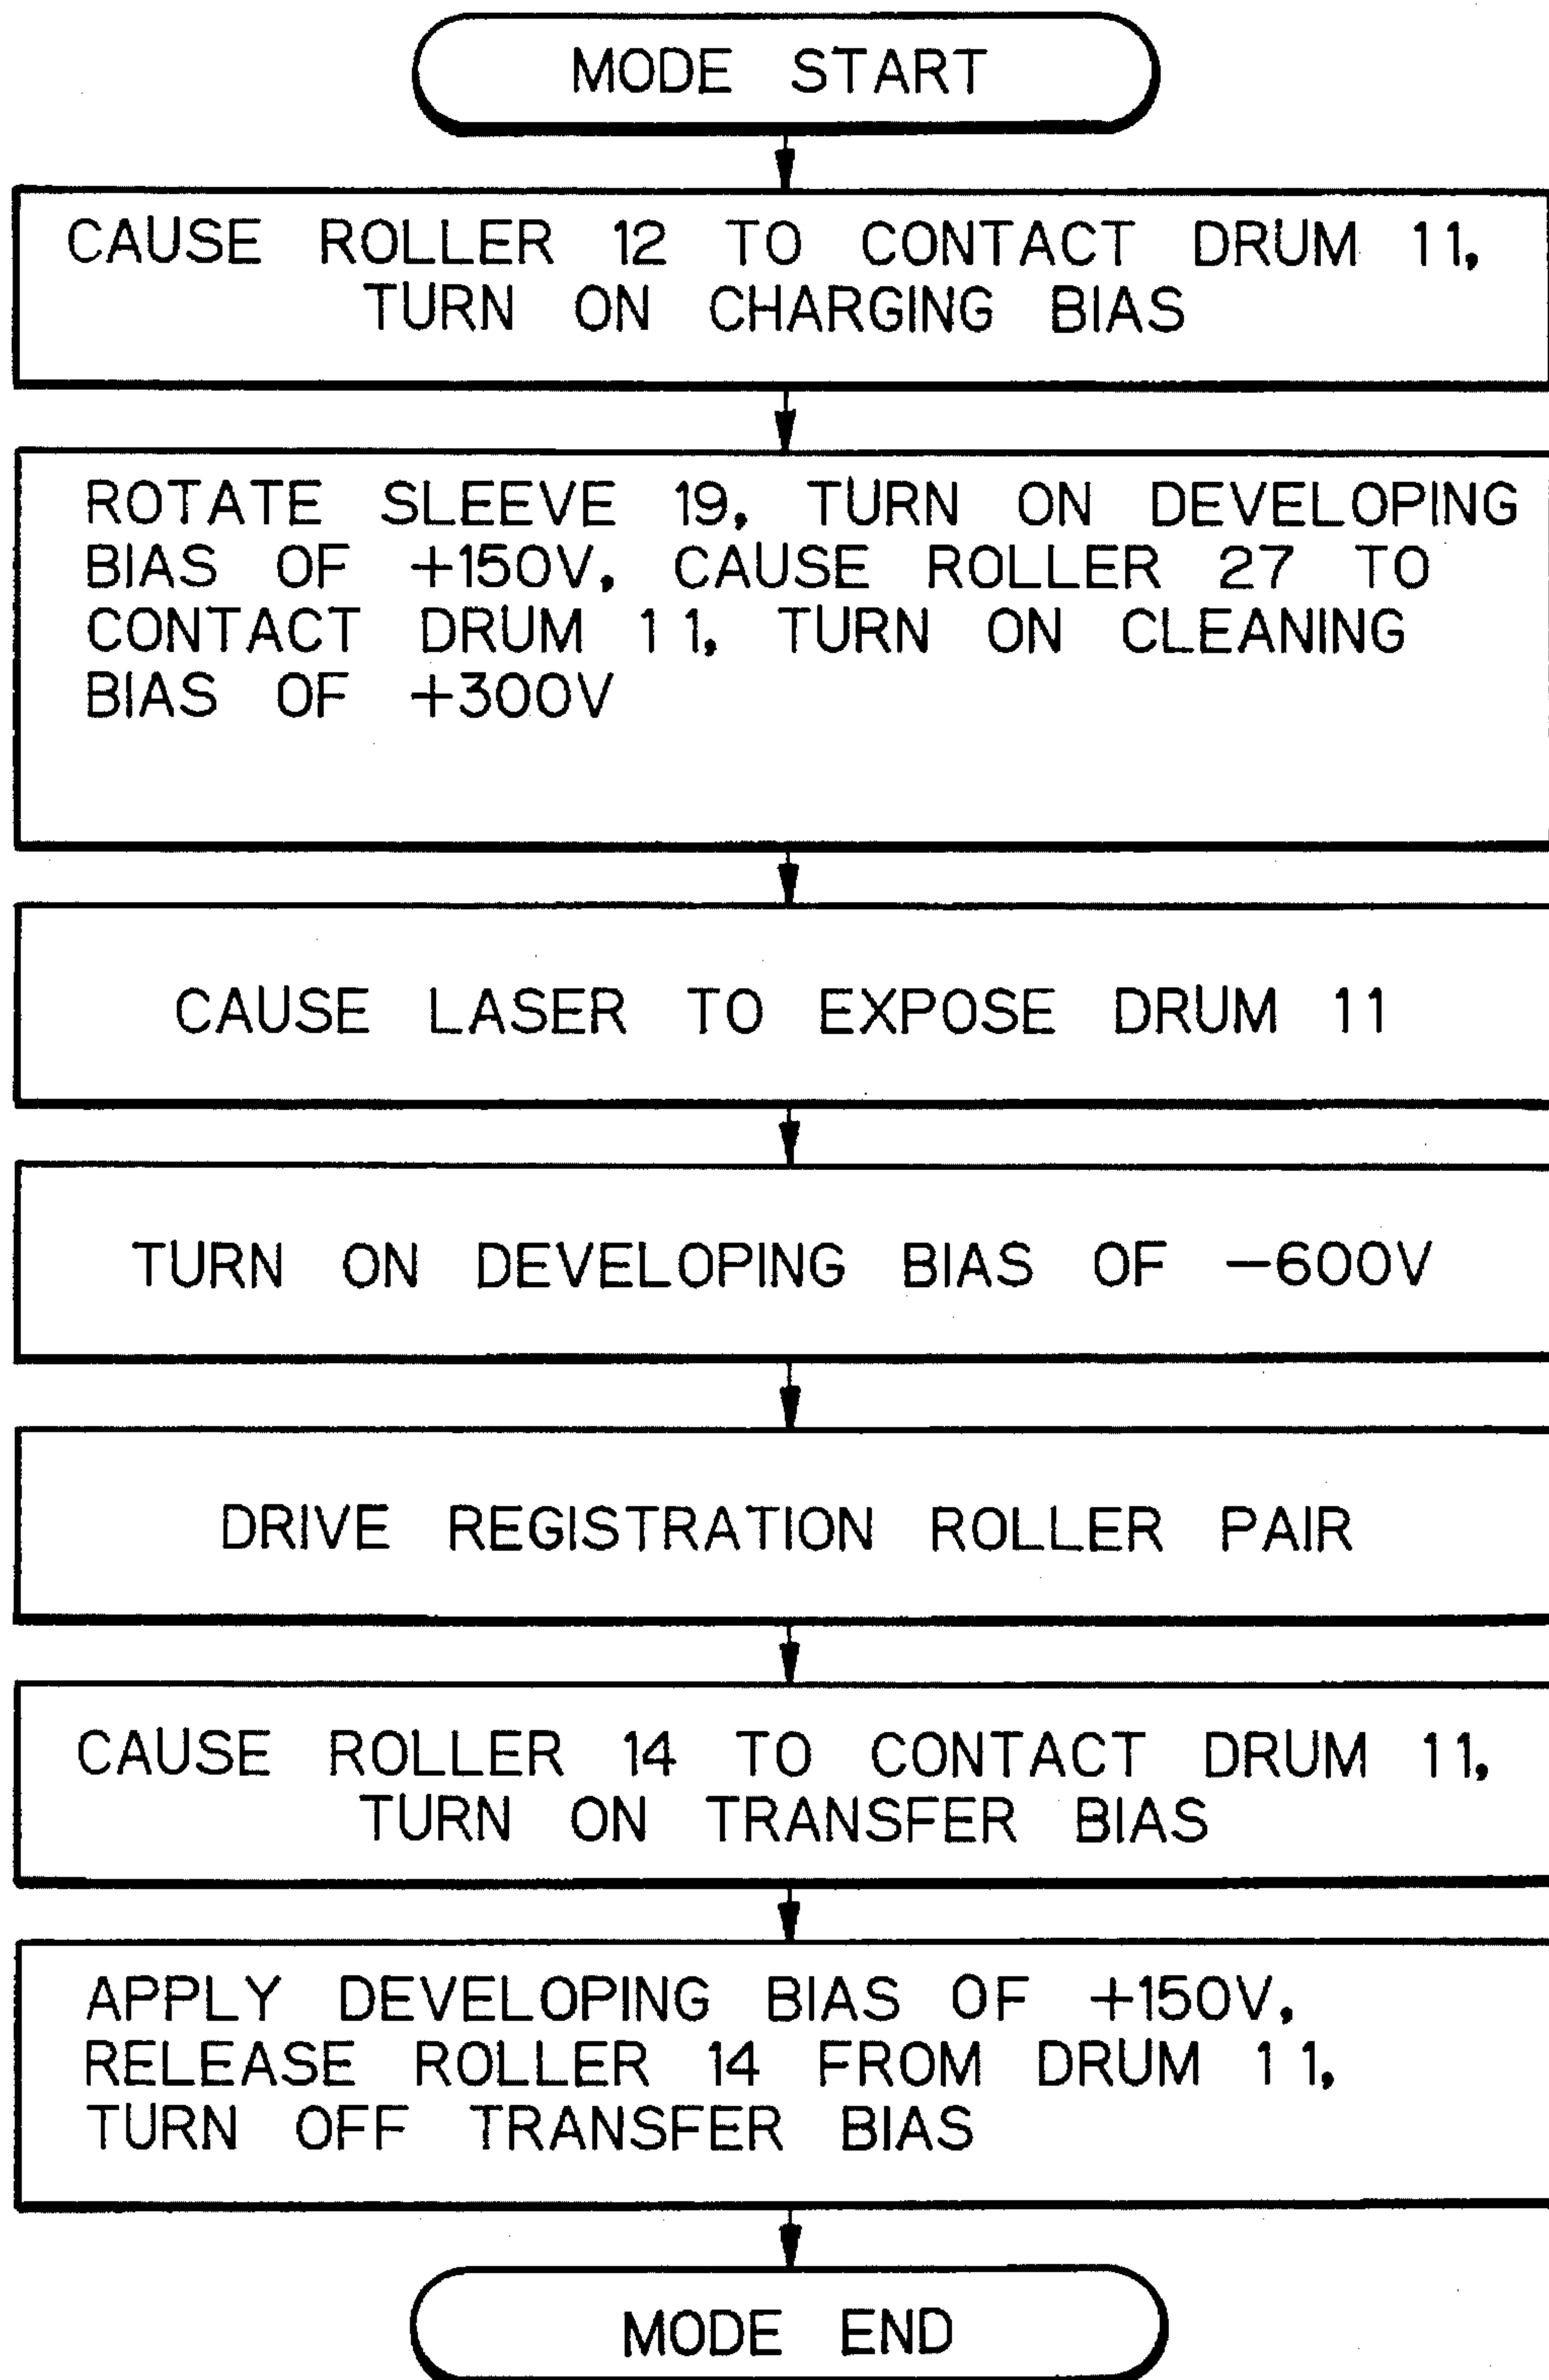 MODE START
CAUSE ROLLER 12 TO CONTACT DRUM 11,
TURN ON CHARGING BIAS
ROTATE SLEEVE 19, TURN ON DEVELOPING
BIAS OF +150V, CAUSE ROLLER 27 TO
CONTACT DRUM 11, TURN ON CLEANING
BIAS OF +300V
CAUSE LASER TO EXPOSE DRUM 11
TURN ON DEVELOPING BIAS OF −600V
DRIVE REGISTRATION ROLLER PAIR
CAUSE ROLLER 14 TO CONTACT DRUM 11,
TURN ON TRANSFER BIAS
APPLY DEVELOPING BIAS OF +150V,
RELEASE ROLLER 14 FROM DRUM 11,
TURN OFF TRANSFER BIAS
MODE END